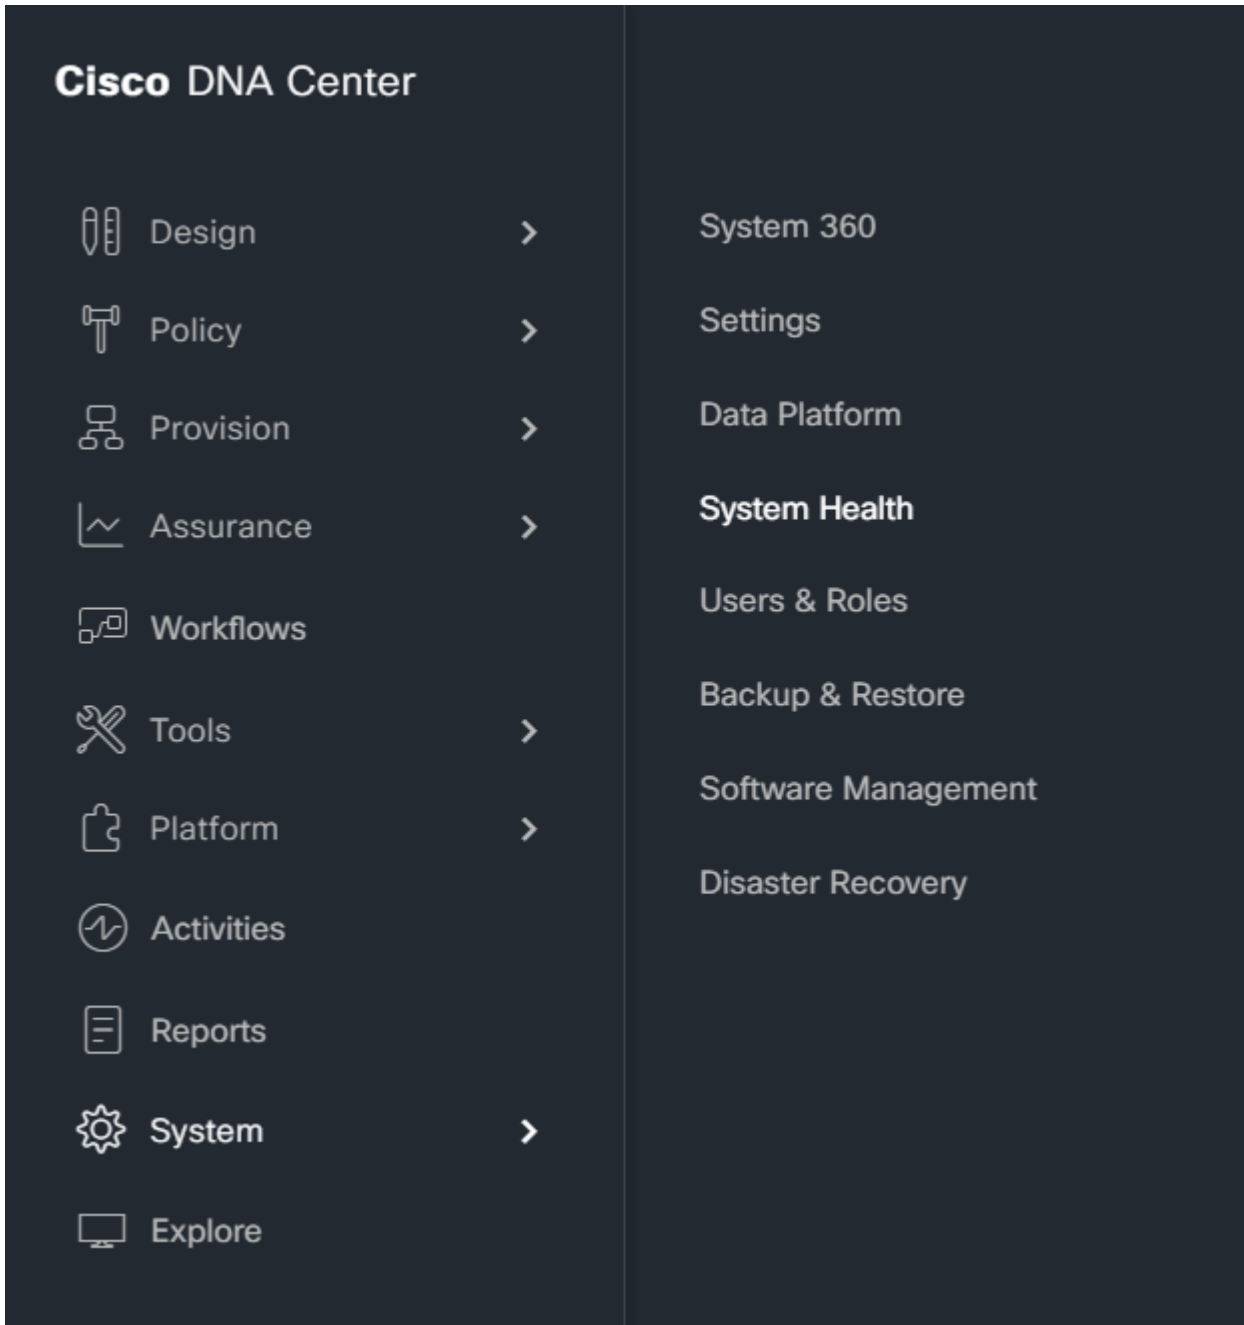 Cisco DNA Center
Design
Policy
Provision
Assurance
Workflows
Tools
Platform
Activities
Reports
System
Explore
System 360
Settings
Data Platform
System Health
Users & Roles
Backup & Restore
Software Management
Disaster Recovery